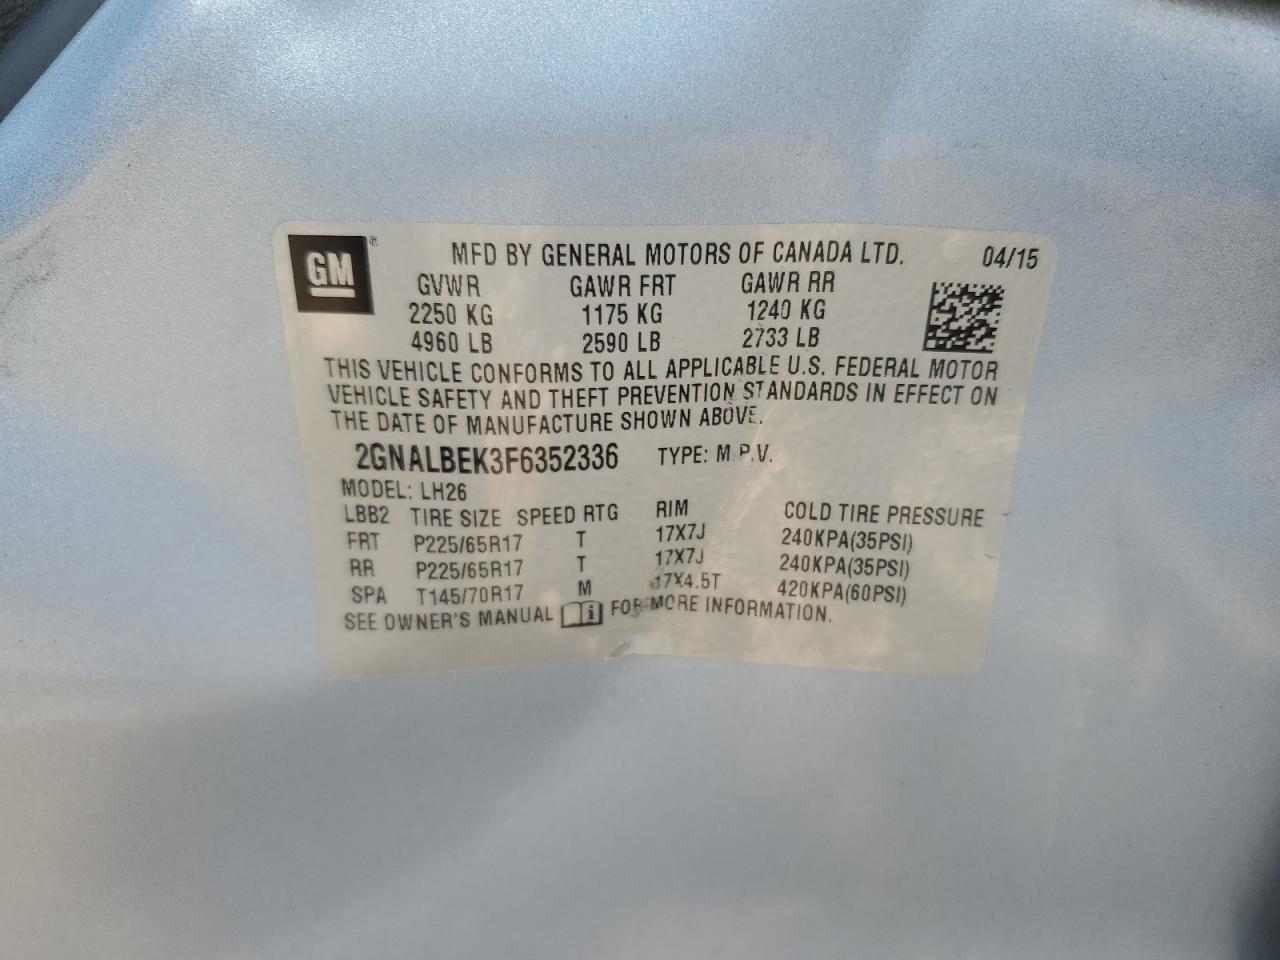 GM ® MFD BY GENERAL MOTORS OF CANADA LTD. 04/15
GVWR GAWR FRT GAWR RR
2250 KG 1175 KG 1240 KG
4960 LB 2590 LB 2733 LB
THIS VEHICLE CONFORMS TO ALL APPLICABLE U.S. FEDERAL MOTOR
VEHICLE SAFETY AND THEFT PREVENTION STANDARDS IN EFFECT ON
THE DATE OF MANUFACTURE SHOWN ABOVE.
2GNALBEK3F6352336 TYPE: M.P.V.
MODEL: LH26
LBB2 TIRE SIZE SPEED RTG RIM COLD TIRE PRESSURE
FRT P225/65R17 T 17X7J 240KPA(35PSI)
RR P225/65R17 T 17X7J 240KPA(35PSI)
SPA T145/70R17 M 17X4.5T 420KPA(60PSI)
SEE OWNER'S MANUAL i FOR MORE INFORMATION.